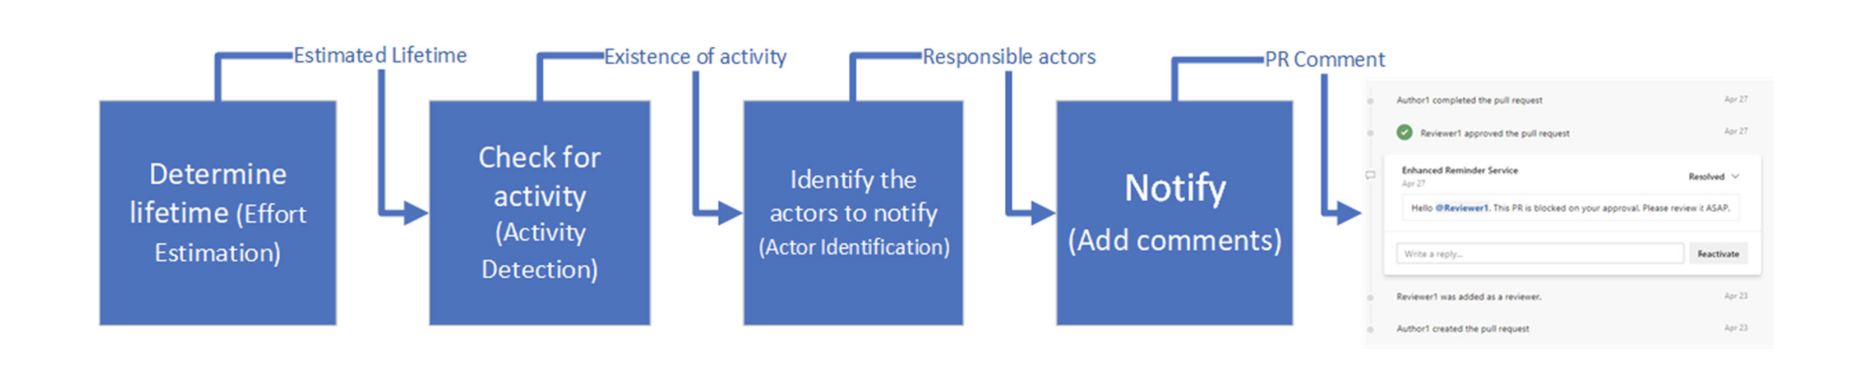 Estimated Lifetime
Existence of activity
Responsible actors
PR Comment
Determine
lifetime (Effort
Estimation)
Check for
activity
(Activity
Detection)
Identify the
actors to notify
(Actor Identification)
Notify
(Add comments)
Author1 completed the pull request Apr 27
Reviewer1 approved the pull request Apr 27
Enhanced Reminder Service
Apr 27
Resolved
Hello @Reviewer1. This PR is blocked on your approval. Please review it ASAP.
Write a reply... Reactivate
Reviewer1 was added as a reviewer. Apr 23
Author1 created the pull request Apr 23